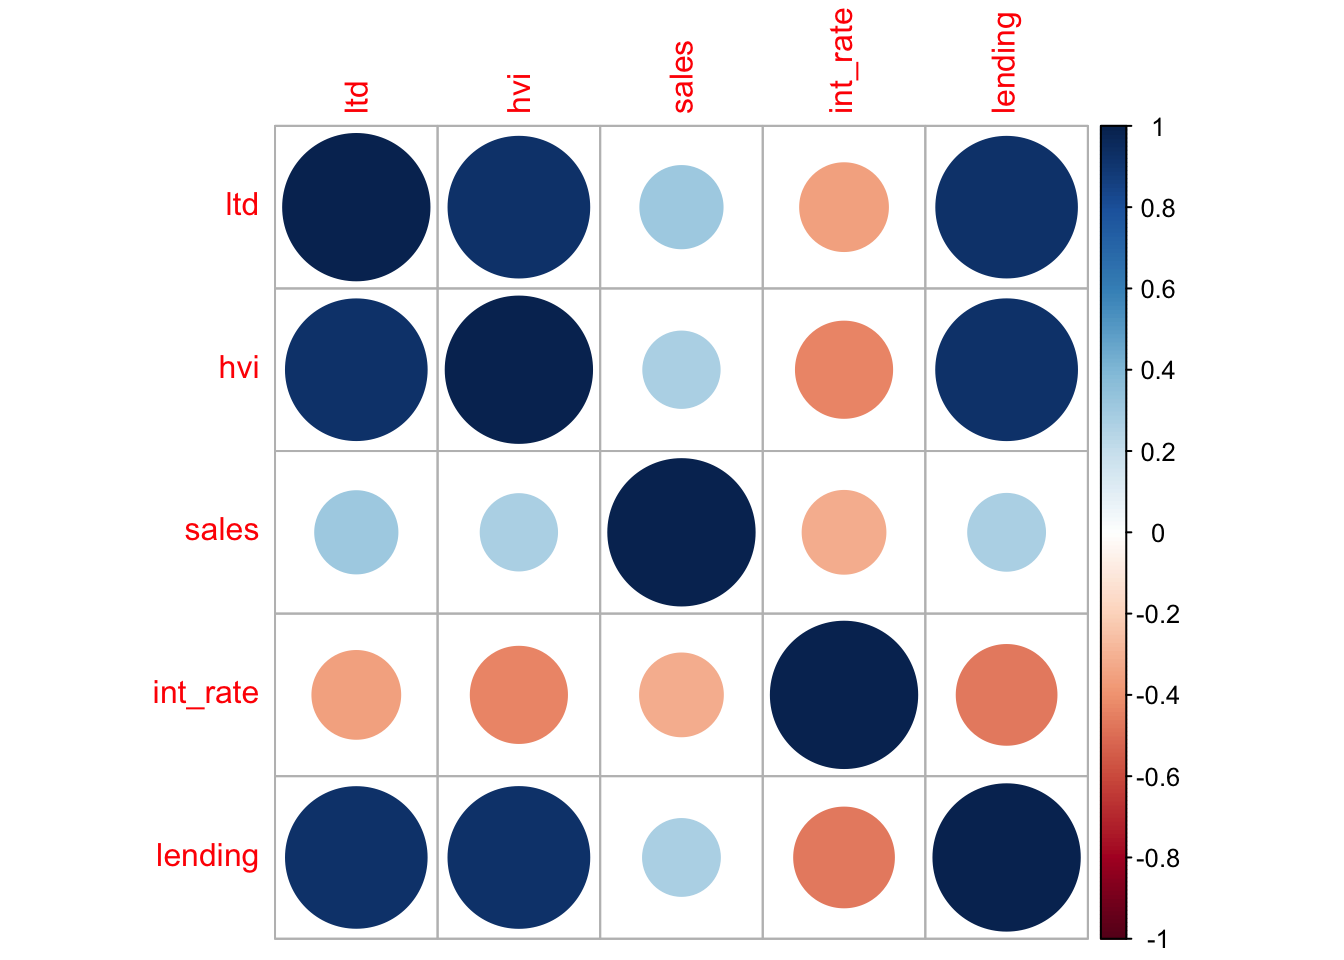 ltd
hvi
sales
int_rate
lending
ltd
hvi
sales
int_rate
lending
1
0.8
0.6
0.4
0.2
0
-0.2
-0.4
-0.6
-0.8
-1